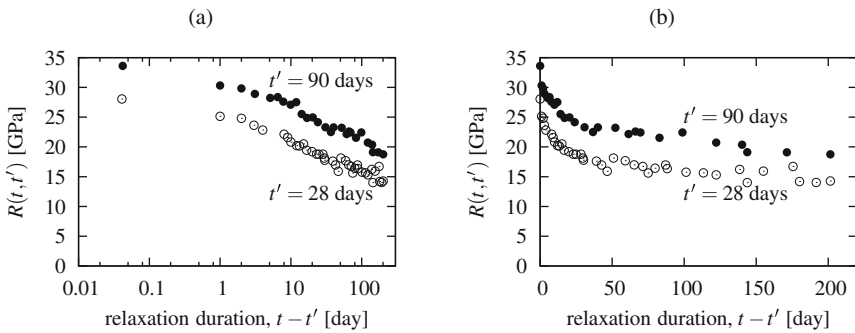 (a)
35
30
25
20
15
10
5
0
R(t,t′) [GPa]
t′ = 90 days
t′ = 28 days
0.01 0.1 1 10 100
relaxation duration, t−t′ [day]
(b)
35
30
25
20
15
10
5
0
R(t,t′) [GPa]
t′ = 90 days
t′ = 28 days
0 50 100 150 200
relaxation duration, t−t′ [day]